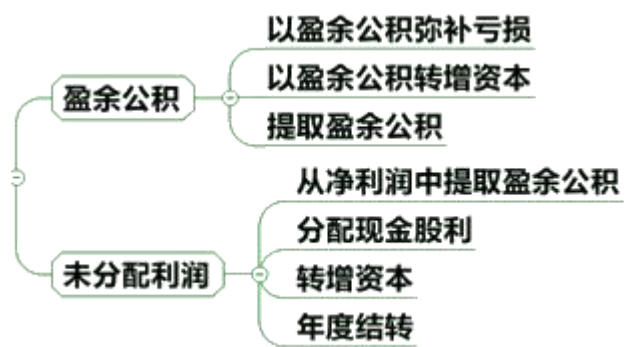 盈余公积
以盈余公积弥补亏损
以盈余公积转增资本
提取盈余公积
未分配利润
从净利润中提取盈余公积
分配现金股利
转增资本
年度结转